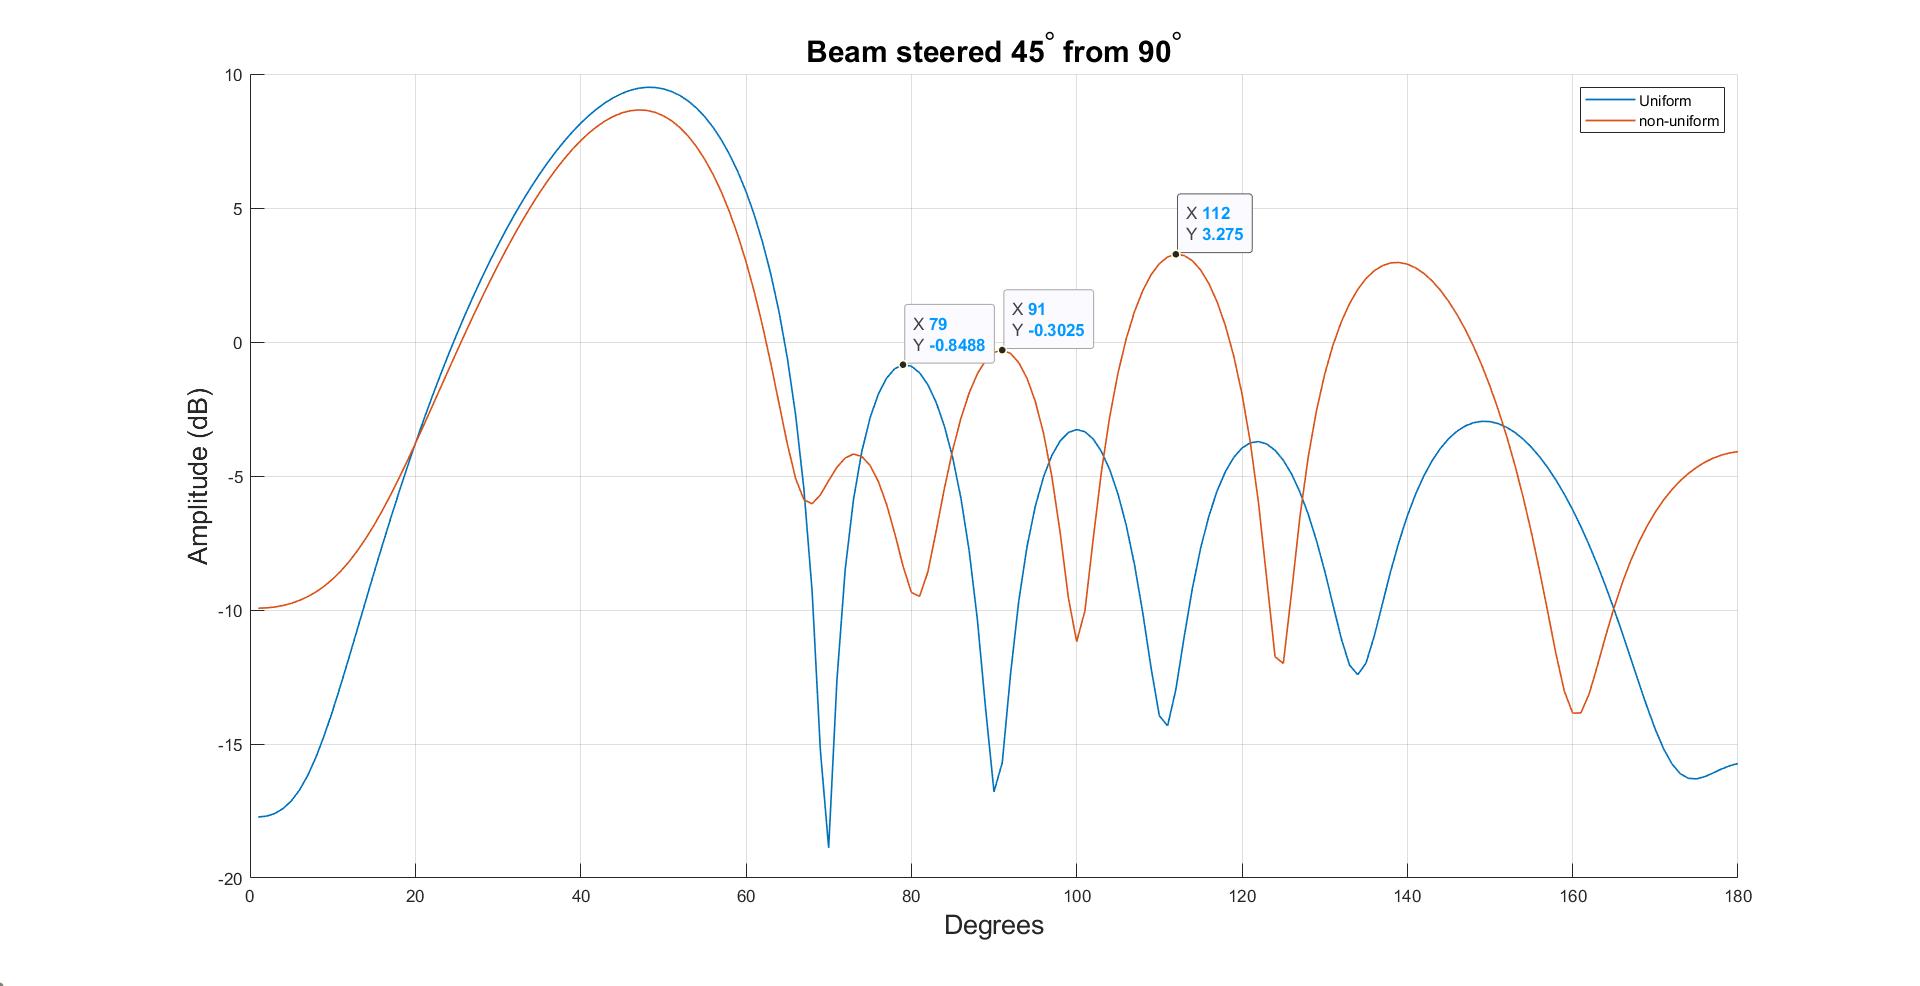 Beam steered 45° from 90°
Uniform
non-uniform
X 112
Y 3.275
X 91
Y -0.3025
X 79
Y -0.8488
Amplitude (dB)
10
5
0
-5
-10
-15
-20
0 20 40 60 80 100 120 140 160 180
Degrees